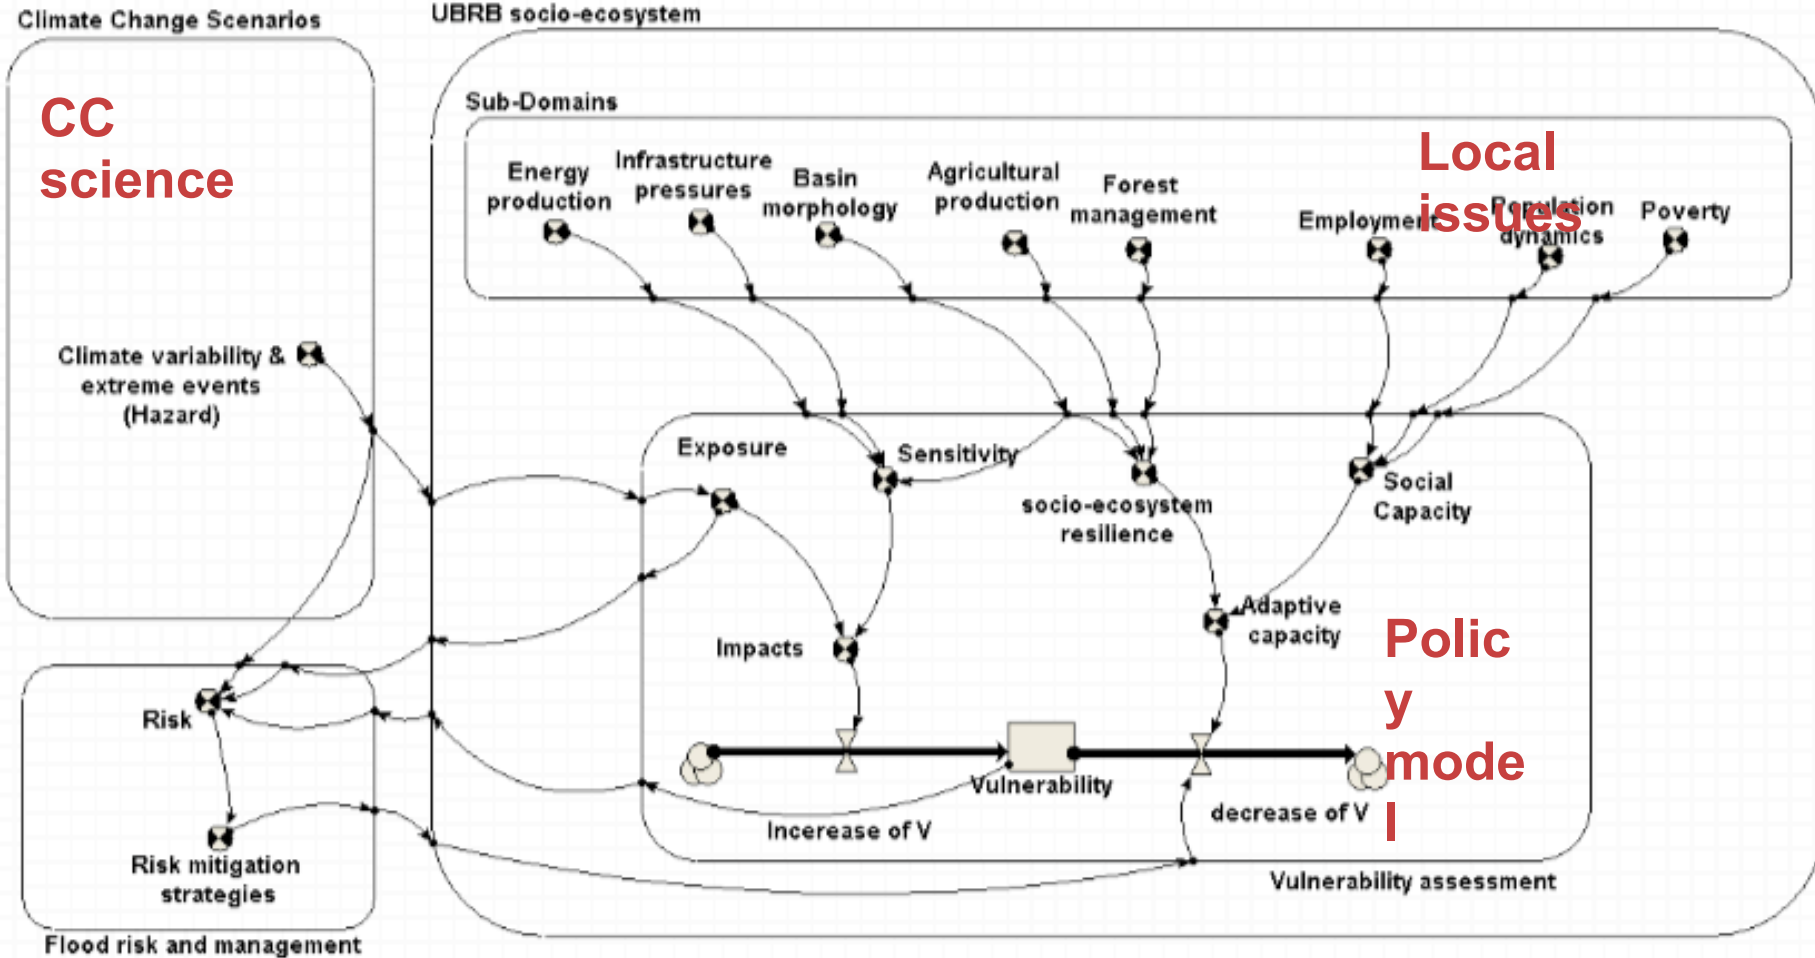 Climate Change Scenarios
UBRB socio-ecosystem
CC
science
Sub-Domains
Local
issues
Energy
production
Infrastructure
pressures
Basin
morphology
Agricultural
production
Forest
management
Employment
Population
dynamics
Poverty
Climate variability &
extreme events
(Hazard)
Exposure
Sensitivity
socio-ecosystem
resilience
Social
Capacity
Impacts
Adaptive
capacity
Polic
y
mode
l
Risk
Vulnerability
Incerease of V
decrease of V
Risk mitigation
strategies
Vulnerability assessment
Flood risk and management